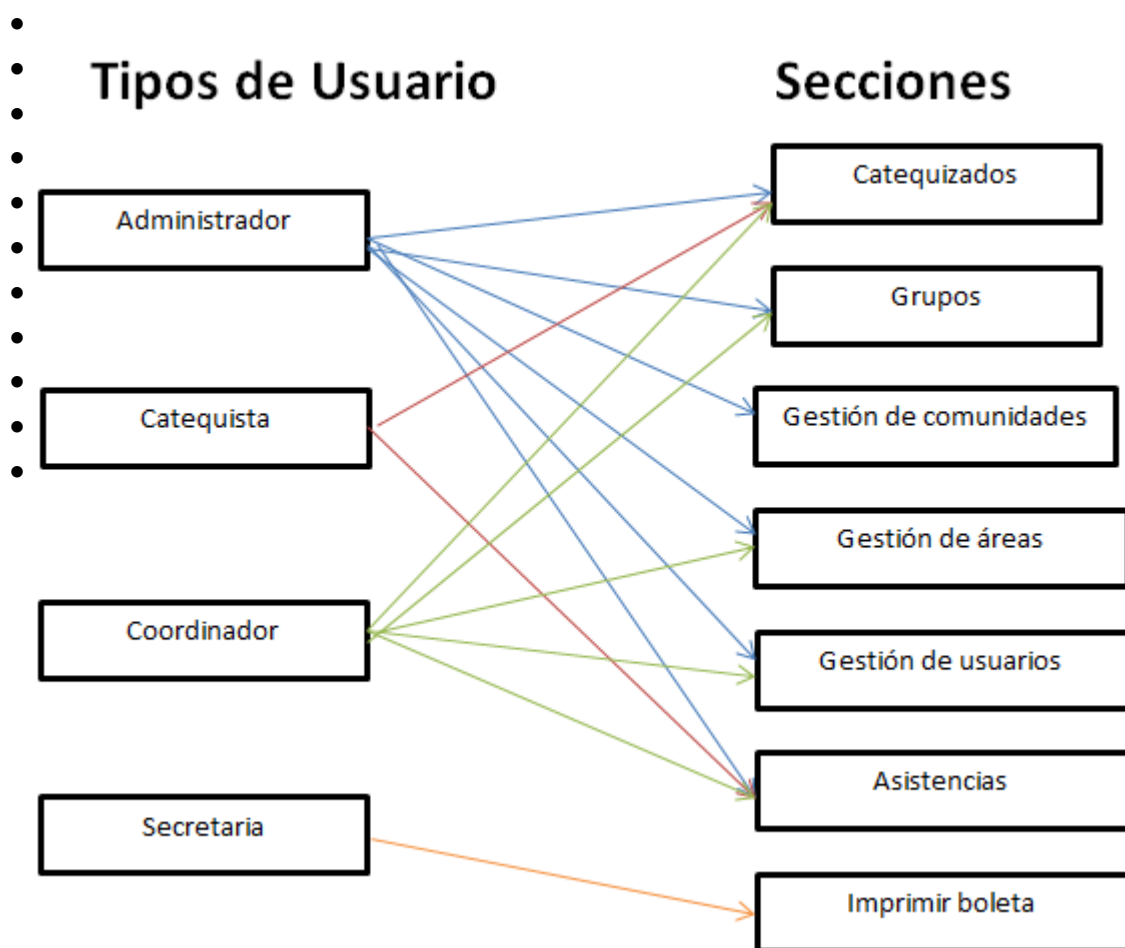 Tipos de Usuario
Secciones
Administrador
Catequista
Coordinador
Secretaria
Catequizados
Grupos
Gestión de comunidades
Gestión de áreas
Gestión de usuarios
Asistencias
Imprimir boleta